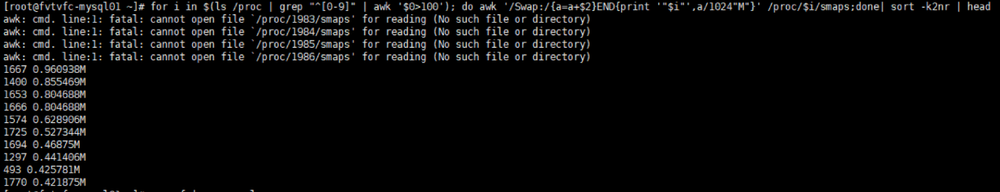 [root@fvtvfc-mysql01 ~]# for i in $(ls /proc | grep "^[0-9]" | awk '$0>100'); do awk '/Swap:/{a=a+$2}END{print '"$i"',a/1024"M"}' /proc/$i/smaps;done| sort -k2nr | head
awk: cmd. line:1: fatal: cannot open file `/proc/1983/smaps' for reading (No such file or directory)
awk: cmd. line:1: fatal: cannot open file `/proc/1984/smaps' for reading (No such file or directory)
awk: cmd. line:1: fatal: cannot open file `/proc/1985/smaps' for reading (No such file or directory)
awk: cmd. line:1: fatal: cannot open file `/proc/1986/smaps' for reading (No such file or directory)
1667 0.960938M
1400 0.855469M
1653 0.804688M
1666 0.804688M
1574 0.628906M
1725 0.527344M
1694 0.46875M
1297 0.441406M
493 0.425781M
1770 0.421875M